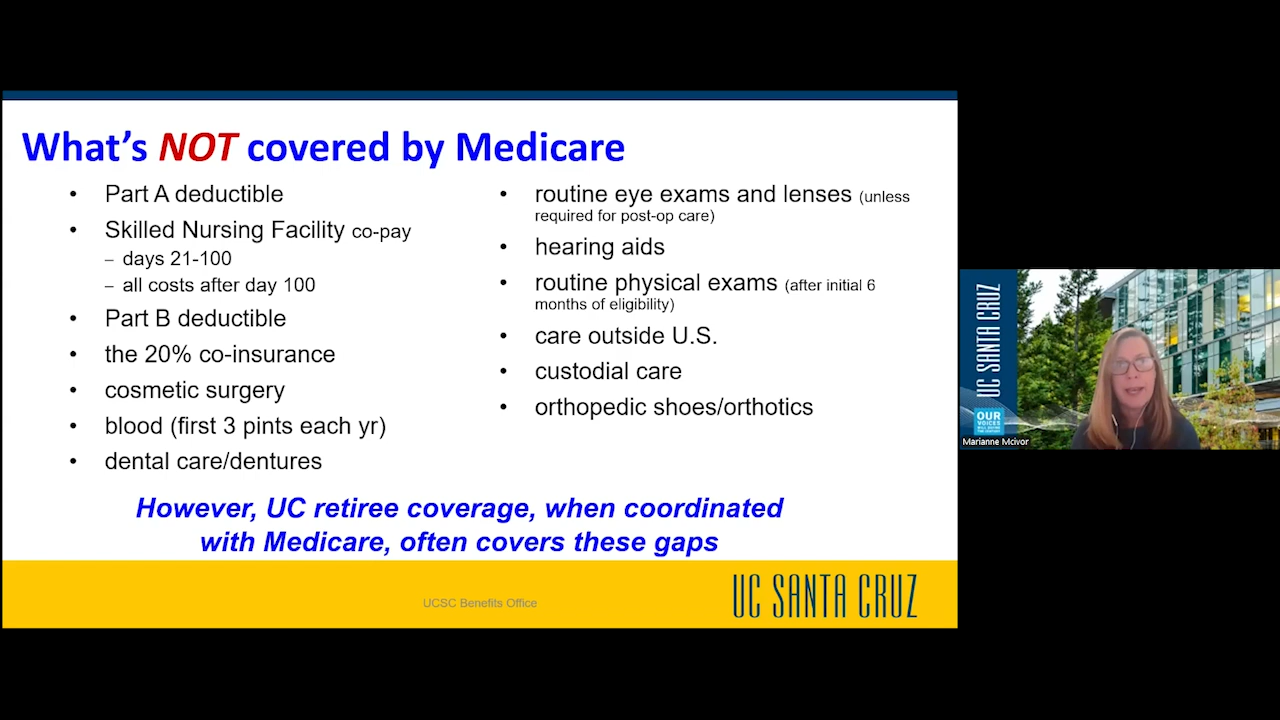 What's NOT covered by Medicare
• Part A deductible
• Skilled Nursing Facility co-pay
– days 21-100
– all costs after day 100
• Part B deductible
• the 20% co-insurance
• cosmetic surgery
• blood (first 3 pints each yr)
• dental care/dentures
• routine eye exams and lenses (unless
required for post-op care)
• hearing aids
• routine physical exams (after initial 6
months of eligibility)
• care outside U.S.
• custodial care
• orthopedic shoes/orthotics
However, UC retiree coverage, when coordinated
with Medicare, often covers these gaps
UCSC Benefits Office
UC SANTA CRUZ
UC SANTA CRUZ
OUR
VOICES
Marianne Mcivor